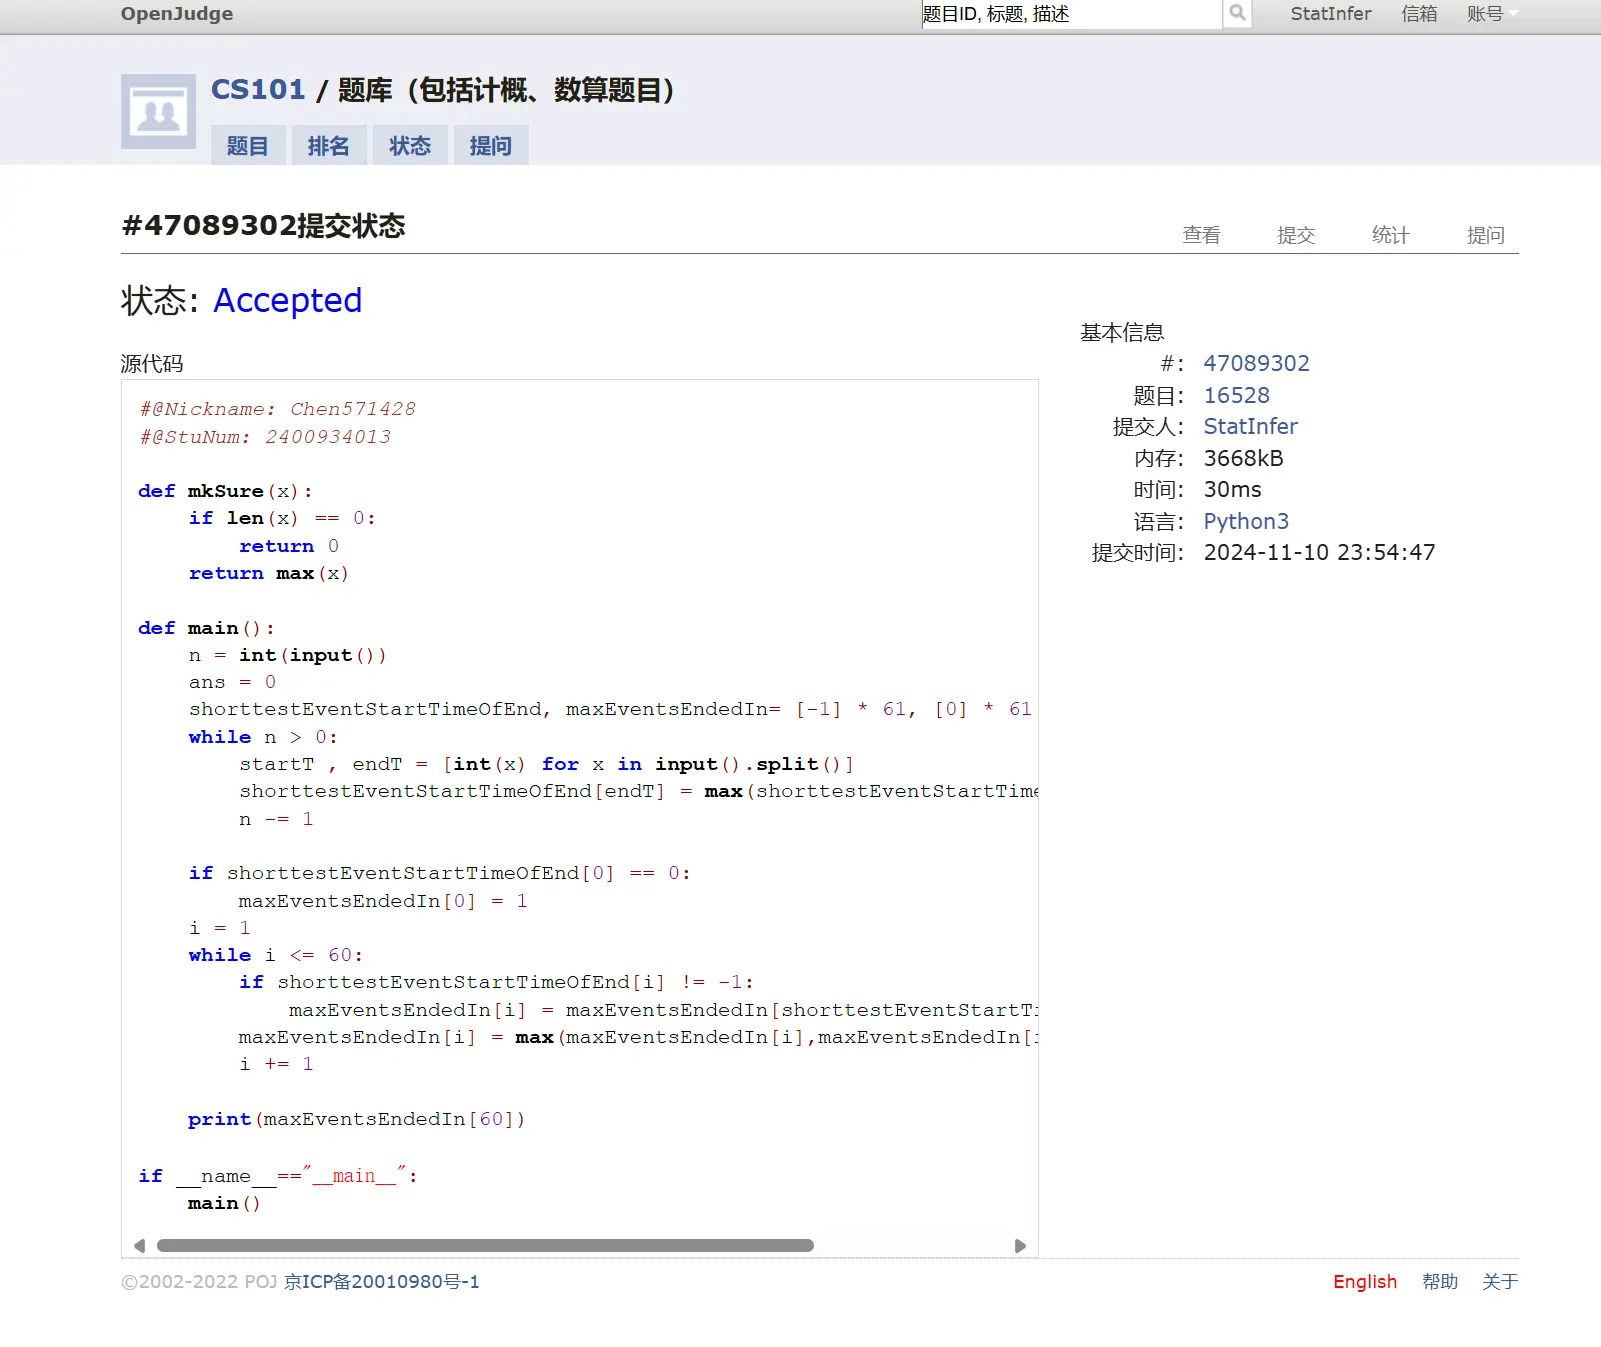 OpenJudge
题目ID, 标题, 描述
StatInfer 信箱 账号
CS101 / 题库（包括计概、数算题目）
题目 排名 状态 提问
#47089302提交状态
查看 提交 统计 提问
状态: Accepted
源代码
#@Nickname: Chen571428
#@StuNum: 2400934013
def mkSure(x):
    if len(x) == 0:
        return 0
    return max(x)
def main():
    n = int(input())
    ans = 0
    shorttestEventStartTimeOfEnd, maxEventsEndedIn= [-1] * 61, [0] * 61
    while n > 0:
        startT , endT = [int(x) for x in input().split()]
        shorttestEventStartTimeOfEnd[endT] = max(shorttestEventStartTime
        n -= 1
    if shorttestEventStartTimeOfEnd[0] == 0:
        maxEventsEndedIn[0] = 1
    i = 1
    while i <= 60:
        if shorttestEventStartTimeOfEnd[i] != -1:
            maxEventsEndedIn[i] = maxEventsEndedIn[shorttestEventStartTi
        maxEventsEndedIn[i] = max(maxEventsEndedIn[i],maxEventsEndedIn[i
        i += 1
    print(maxEventsEndedIn[60])
if __name__=="__main__":
    main()
基本信息
#: 47089302
题目: 16528
提交人: StatInfer
内存: 3668kB
时间: 30ms
语言: Python3
提交时间: 2024-11-10 23:54:47
©2002-2022 POJ 京ICP备20010980号-1
English 帮助 关于